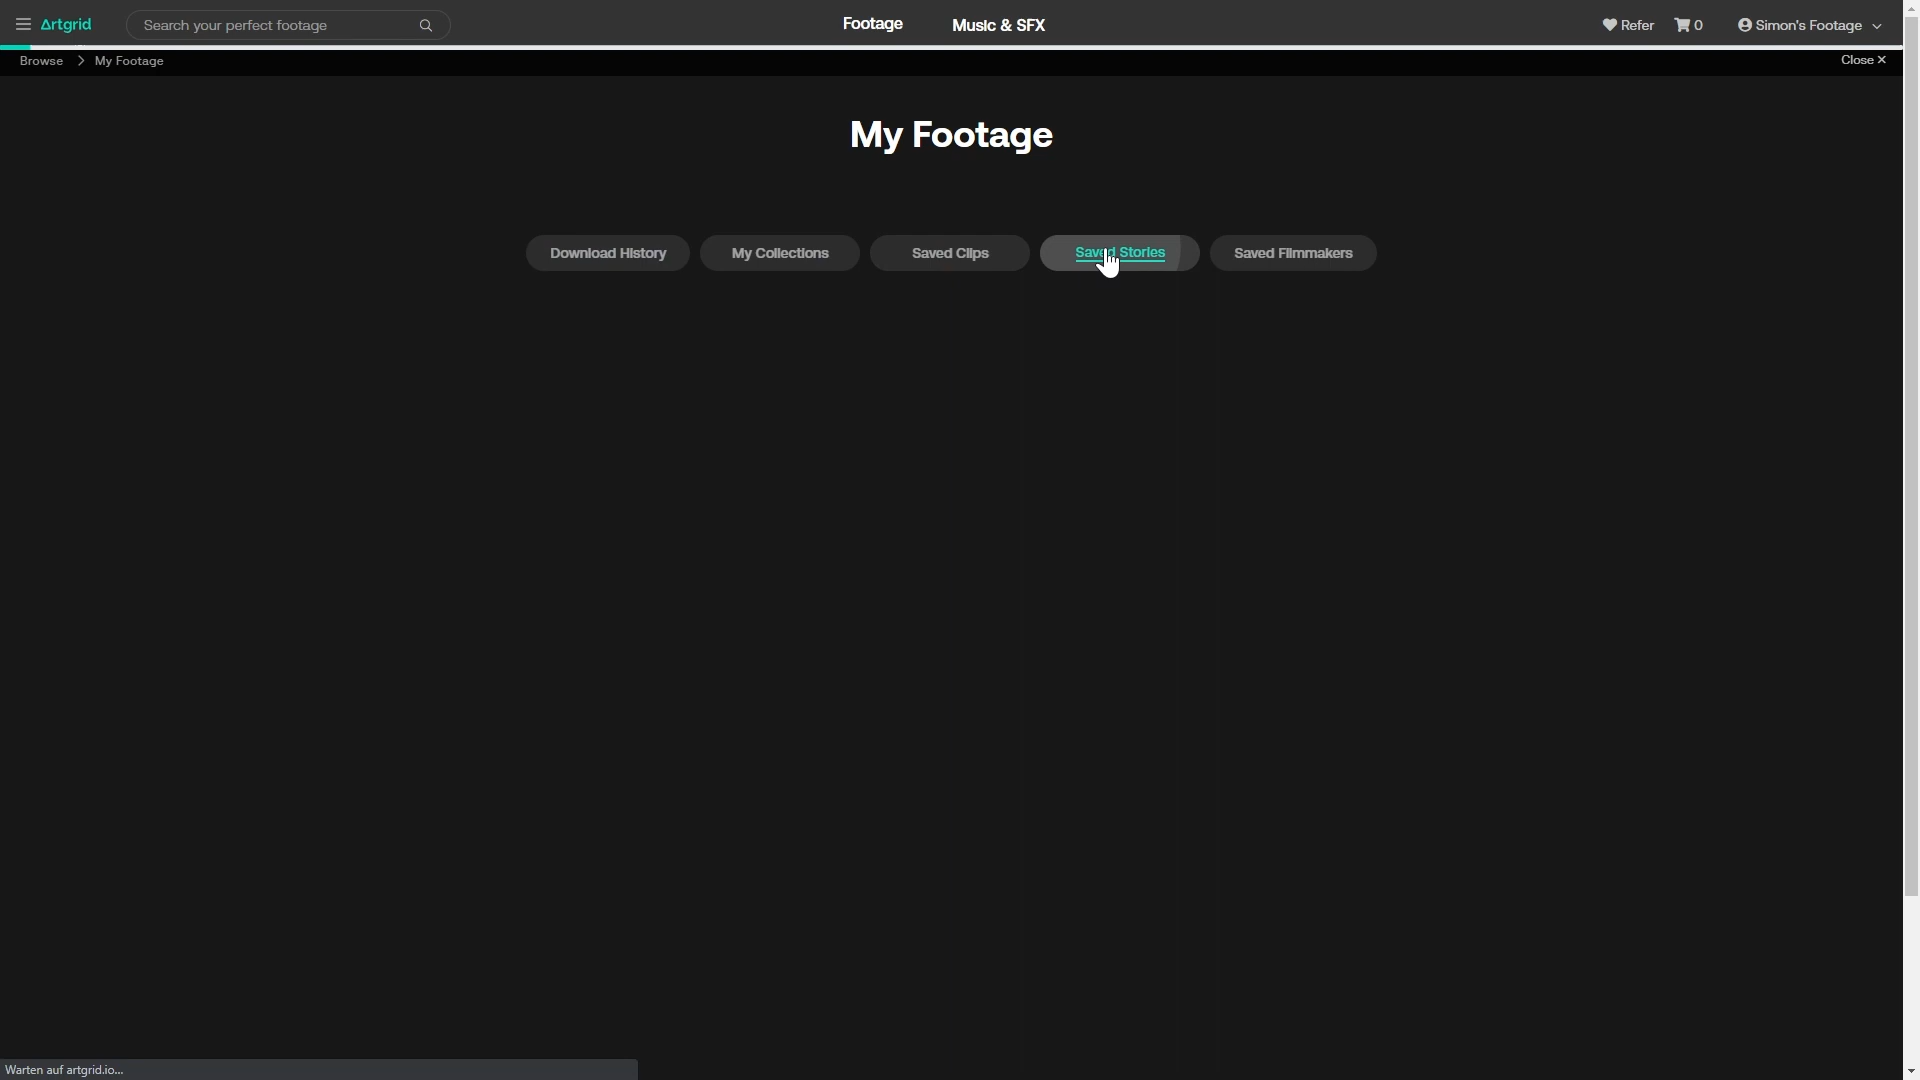 Artgrid
Search your perfect footage
Footage
Music & SFX
Refer
0
Simon's Footage
Browse
My Footage
Close
My Footage
Download History
My Collections
Saved Clips
Saved Stories
Saved Filmmakers
Warten auf artgrid.io...